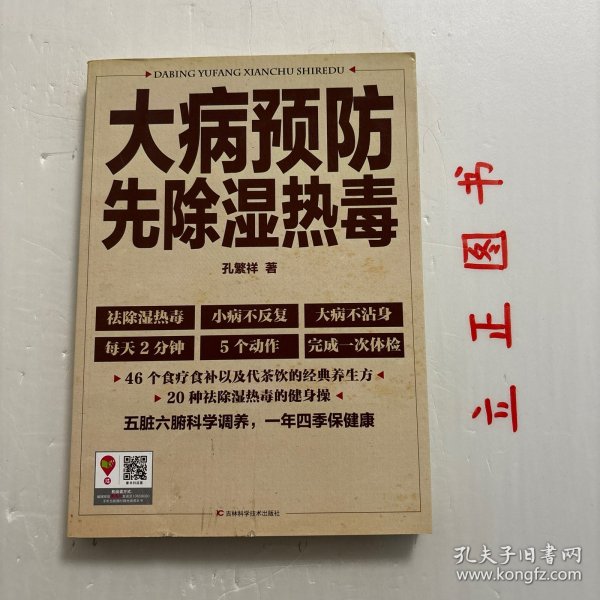 DABING YUFANG XIANCHU SHIREDU
大病预防
先除湿热毒
孔繁祥 著
祛除湿热毒 小病不反复 大病不沾身
每天2分钟 5个动作 完成一次体检
46个食疗食补以及代茶饮的经典养生方
20种祛除湿热毒的健身操
五脏六腑科学调养，一年四季保健康
吉林科学技术出版社
立正图书
孔夫子旧书网
www.kongfz.com